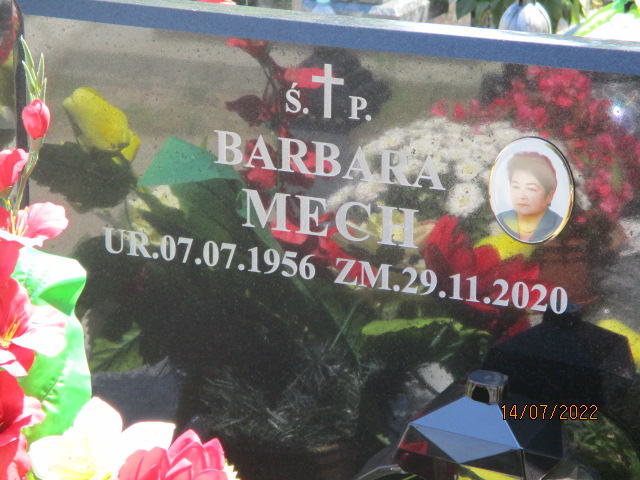 Ś. P.
BARBARA
MECH
UR.07.07.1956 ZM.29.11.2020
14/07/2022